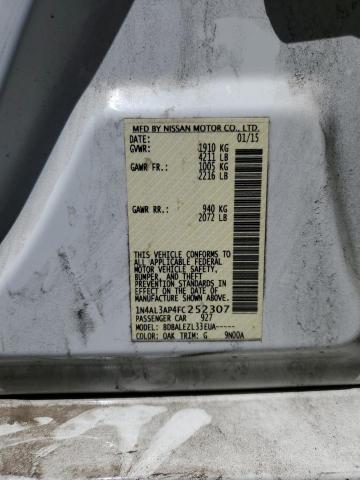 MFD BY NISSAN MOTOR CO., LTD.
DATE: 01/15
GVWR: 1910 KG
4211 LB
GAWR FR.: 1005 KG
2216 LB
GAWR RR.: 940 KG
2072 LB
THIS VEHICLE CONFORMS
TO ALL APPLICABLE FEDERAL
MOTOR VEHICLE SAFETY,
BUMPER, AND THEFT
PREVENTION STANDARDS IN
EFFECT ON THE DATE OF
MANUFACTURE SHOWN ABOVE.
1N4AL3AP4FC252307
PASSENGER CAR 927
MODEL: BDBALEZL33EUA-----
COLOR: QAK TRIM: G 9N00A